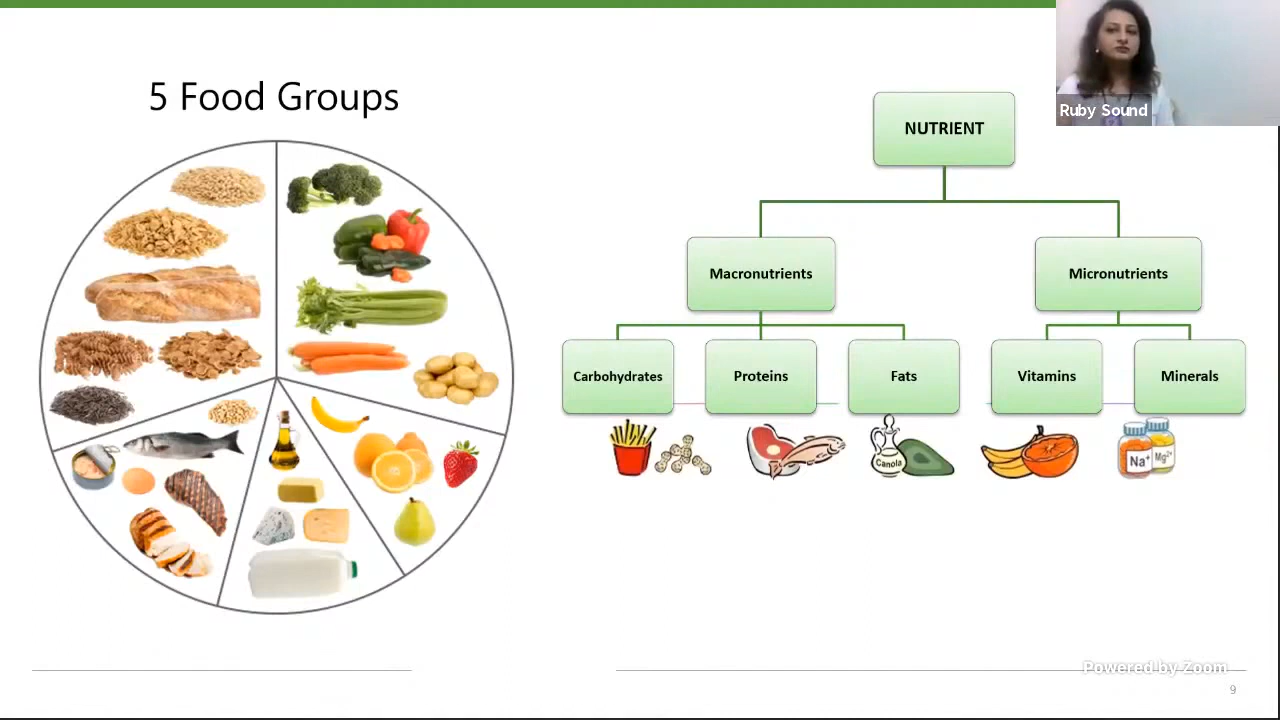 Ruby Sound
5 Food Groups
NUTRIENT
Macronutrients
Micronutrients
Carbohydrates
Proteins
Fats
Vitamins
Minerals
Canola
Na⁺
Mg²⁺
Powered by Zoom
9